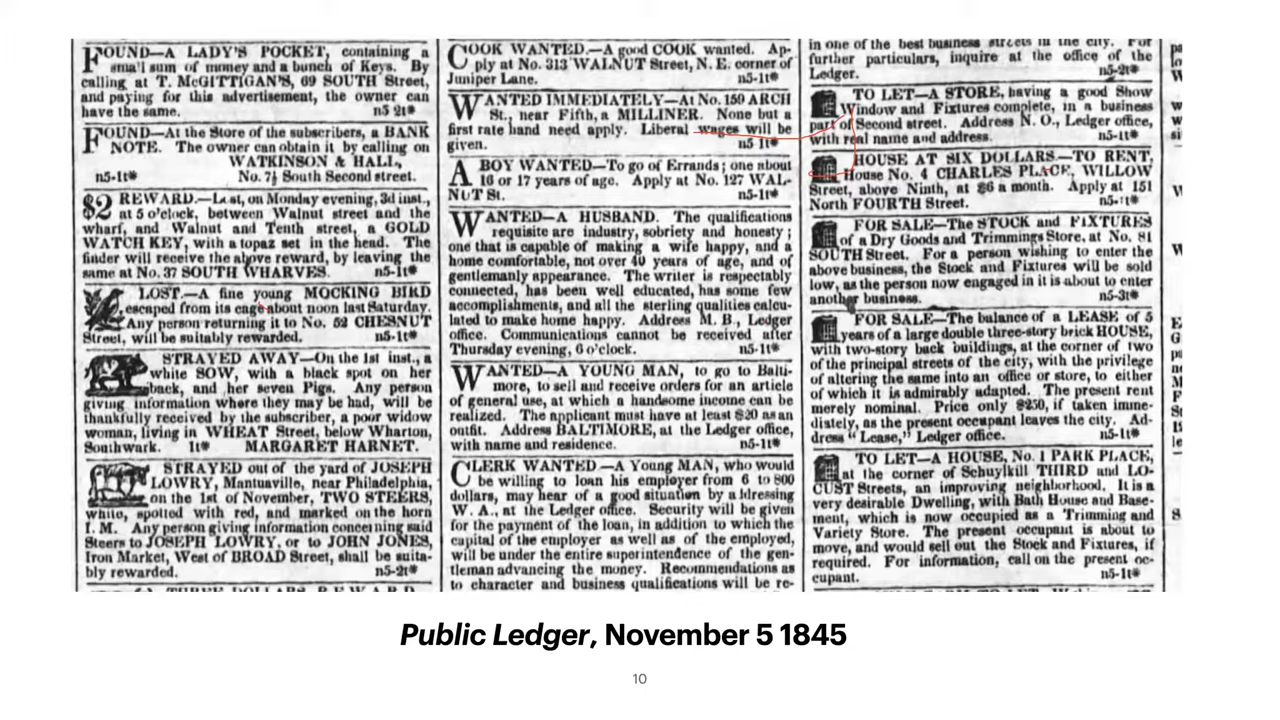 FOUND—A LADY'S POCKET, containing a
sma'l sum of money and a bunch of Keys. By
calling at T. McGITTIGAN'S, 69 SOUTH Street,
and paying for this advertisement, the owner can
have the same. n5 2t*
FOUND—At the Store of the subscribers, a BANK
NOTE. The owner can obtain it by calling on
WATKINSON & HALL,
n5-1t* No. 7½ South Second street.
$2 REWARD.—Lost, on Monday evening, 3d inst.,
at 5 o'clock, between Walnut street and the
wharf, and Walnut and Tenth street, a GOLD
WATCH KEY, with a topaz set in the head. The
finder will receive the above reward, by leaving the
same at No. 37 SOUTH WHARVES. n5-1t*
LOST.—A fine young MOCKING BIRD
escaped from its cage about noon last Saturday.
Any person returning it to No. 52 CHESNUT
Street, will be suitably rewarded. n5-1t*
STRAYED AWAY—On the 1st inst., a
white SOW, with a black spot on her
back, and her seven Pigs. Any person
giving information where they may be had, will be
thankfully received by the subscriber, a poor widow
woman, living in WHEAT Street, below Wharton,
Southwark. 1t* MARGARET HARNET.
STRAYED out of the yard of JOSEPH
LOWRY, Mantuaville, near Philadelphia,
on the 1st of November, TWO STEERS,
white, spotted with red, and marked on the horn
I. M. Any person giving information concerning said
Steers to JOSEPH LOWRY, or to JOHN JONES,
Iron Market, West of BROAD Street, shall be suita-
bly rewarded. n5-2t*
COOK WANTED.—A good COOK wanted. Ap-
ply at No. 313 WALNUT Street, N. E. corner of
Juniper Lane. n5-1t*
WANTED IMMEDIATELY—At No. 159 ARCH
St., near Fifth, a MILLINER. None but a
first rate hand need apply. Liberal wages will be
given. n5 1t*
A BOY WANTED—To go of Errands; one about
16 or 17 years of age. Apply at No. 127 WAL-
NUT St. n5-1t*
WANTED—A HUSBAND. The qualifications
requisite are industry, sobriety and honesty;
one that is capable of making a wife happy, and a
home comfortable, not over 40 years of age, and of
gentlemanly appearance. The writer is respectably
connected, has been well educated, has some few
accomplishments, and all the sterling qualities calcu-
lated to make home happy. Address M. B., Ledger
office. Communications cannot be received after
Thursday evening, 6 o'clock. n5-1t*
WANTED—A YOUNG MAN, to go to Balti-
more, to sell and receive orders for an article
of general use, at which a handsome income can be
realized. The applicant must have at least $20 as an
outfit. Address BALTIMORE, at the Ledger office,
with name and residence. n5-1t*
CLERK WANTED—A Young MAN, who would
be willing to loan his employer from 6 to 800
dollars, may hear of a good situation by addressing
W. A., at the Ledger office. Security will be given
for the payment of the loan, in addition to which the
capital of the employer as well as of the employed,
will be under the entire superintendence of the gen-
tleman advancing the money. Recommendations as
to character and business qualifications will be re-
in one of the best business streets in the city. For
further particulars, inquire at the office of the
Ledger. n5-2t*
TO LET—A STORE, having a good Show
Window and Fixtures complete, in a business
part of Second street. Address N. O., Ledger office,
with real name and address. n5-1t*
HOUSE AT SIX DOLLARS.—TO RENT,
House No. 4 CHARLES PLACE, WILLOW
Street, above Ninth, at $6 a month. Apply at 151
North FOURTH Street. n5-1t*
FOR SALE—The STOCK and FIXTURES
of a Dry Goods and Trimmings Store, at No. 81
SOUTH Street. For a person wishing to enter the
above business, the Stock and Fixtures will be sold
low, as the person now engaged in it is about to enter
another business. n5-3t*
FOR SALE—The balance of a LEASE of 5
years of a large double three-story brick HOUSE,
with two-story back buildings, at the corner of two
of the principal streets of the city, with the privilege
of altering the same into an office or store, to either
of which it is admirably adapted. The present rent
merely nominal. Price only $250, if taken imme-
diately, as the present occupant leaves the city. Ad-
dress "Lease," Ledger office. n5-1t*
TO LET—A HOUSE, No. 1 PARK PLACE,
at the corner of Schuylkill THIRD and LO-
CUST Streets, an improving neighborhood. It is a
very desirable Dwelling, with Bath House and Base-
ment, which is now occupied as a Trimming and
Variety Store. The present occupant is about to
move, and would sell out the Stock and Fixtures, if
required. For information, call on the present oc-
cupant. n5-1t*
Public Ledger, November 5 1845
10